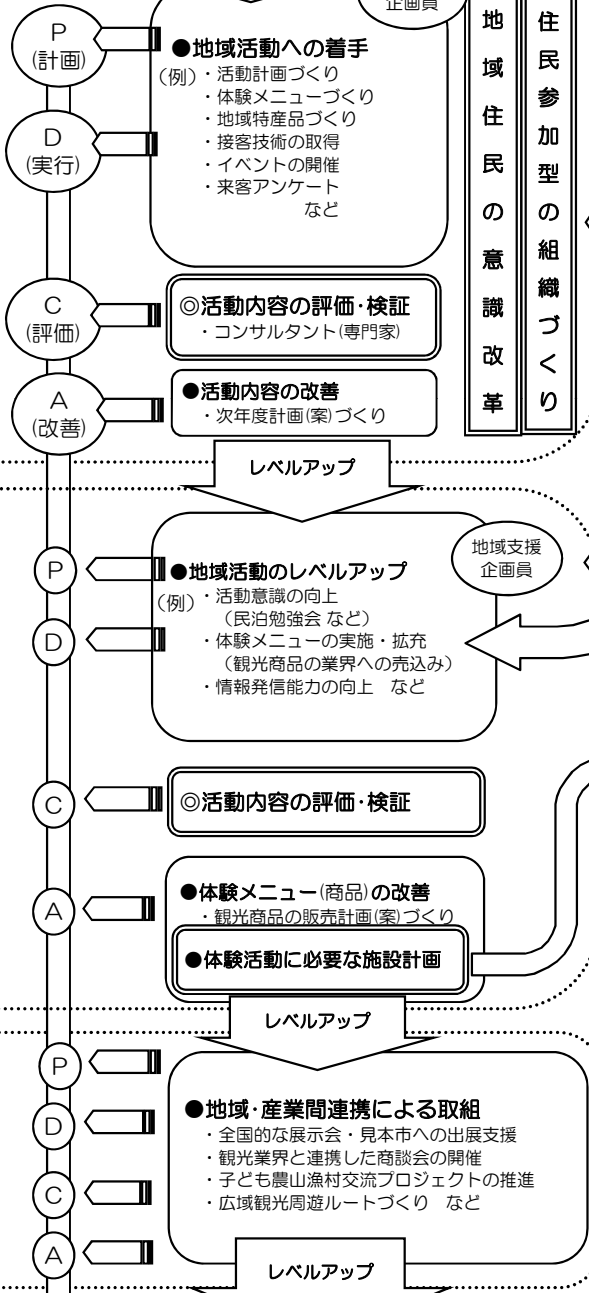 企画員
P
(計画)
●地域活動への着手
(例)・活動計画づくり
・体験メニューづくり
・地域特産品づくり
・接客技術の取得
・イベントの開催
・来客アンケート
など
D
(実行)
地域住民の意識改革
住民参加型の組織づくり
C
(評価)
◎活動内容の評価・検証
・コンサルタント(専門家)
A
(改善)
●活動内容の改善
・次年度計画(案)づくり
レベルアップ
地域支援
企画員
P
●地域活動のレベルアップ
(例)・活動意識の向上
(民泊勉強会 など)
・体験メニューの実施・拡充
(観光商品の業界への売込み)
・情報発信能力の向上 など
D
C
◎活動内容の評価・検証
A
●体験メニュー(商品)の改善
・観光商品の販売計画(案)づくり
●体験活動に必要な施設計画
レベルアップ
P
●地域・産業間連携による取組
・全国的な展示会・見本市への出展支援
・観光業界と連携した商談会の開催
・子ども農山漁村交流プロジェクトの推進
・広域観光周遊ルートづくり など
D
C
A
レベルアップ